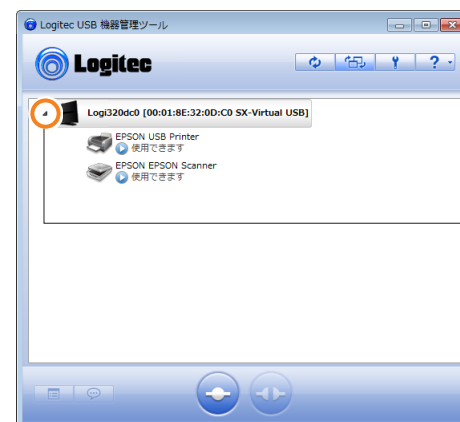 Logitec USB 機器管理ツール
Logitec
?
Logi320dc0 [00:01:8E:32:0D:C0 SX-Virtual USB]
EPSON USB Printer
使用できます
EPSON EPSON Scanner
使用できます